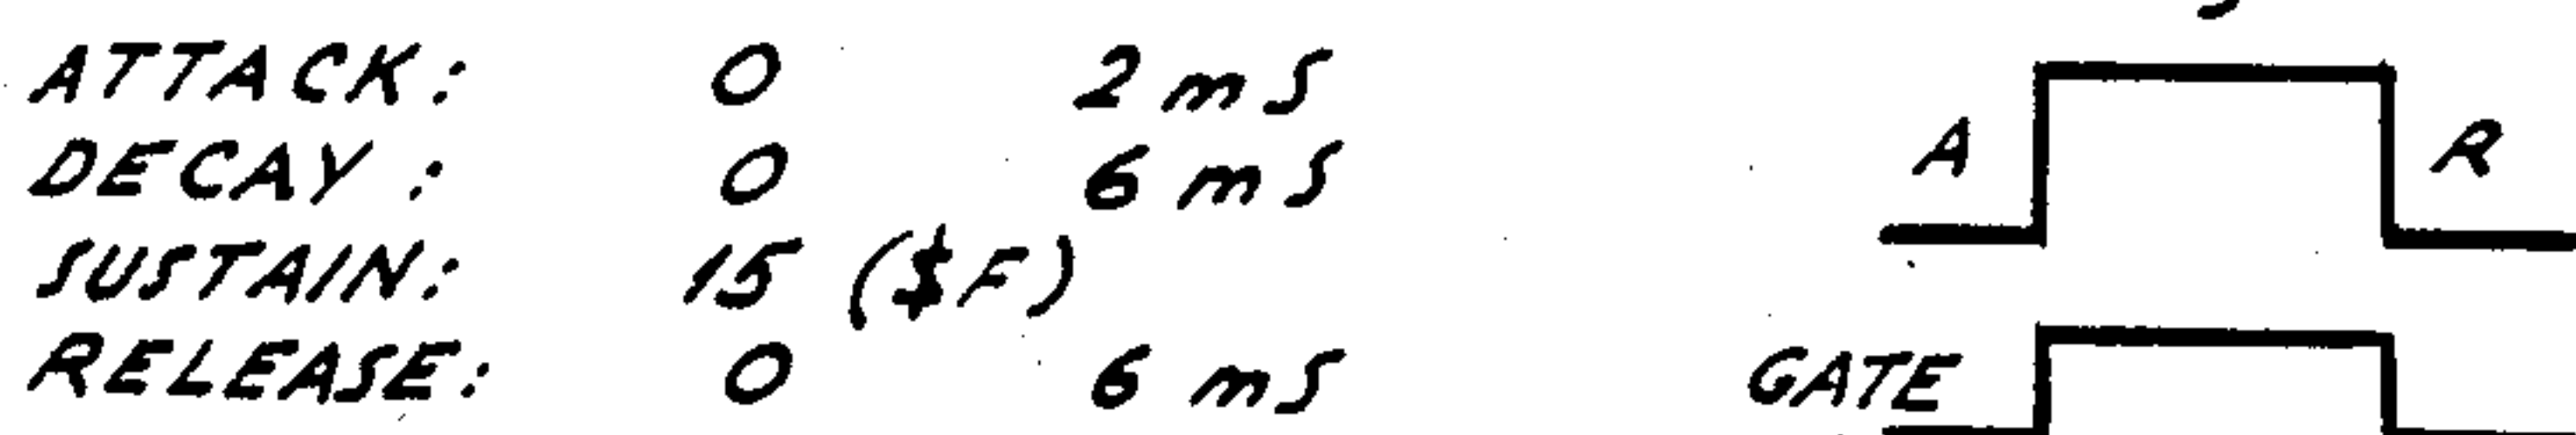 ATTACK: 0 2 mS
DECAY: 0 6 mS
SUSTAIN: 15 ($F)
RELEASE: 0 6 mS
A R
GATE